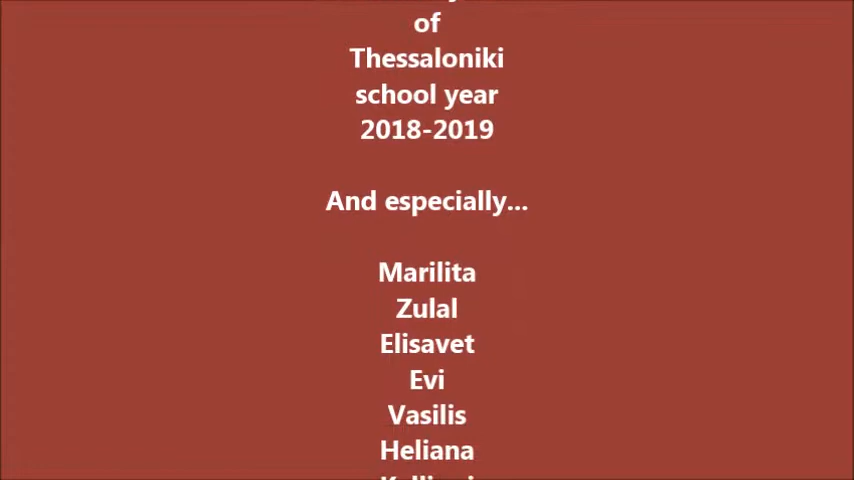 of
Thessaloniki
school year
2018-2019
And especially...
Marilita
Zulal
Elisavet
Evi
Vasilis
Heliana